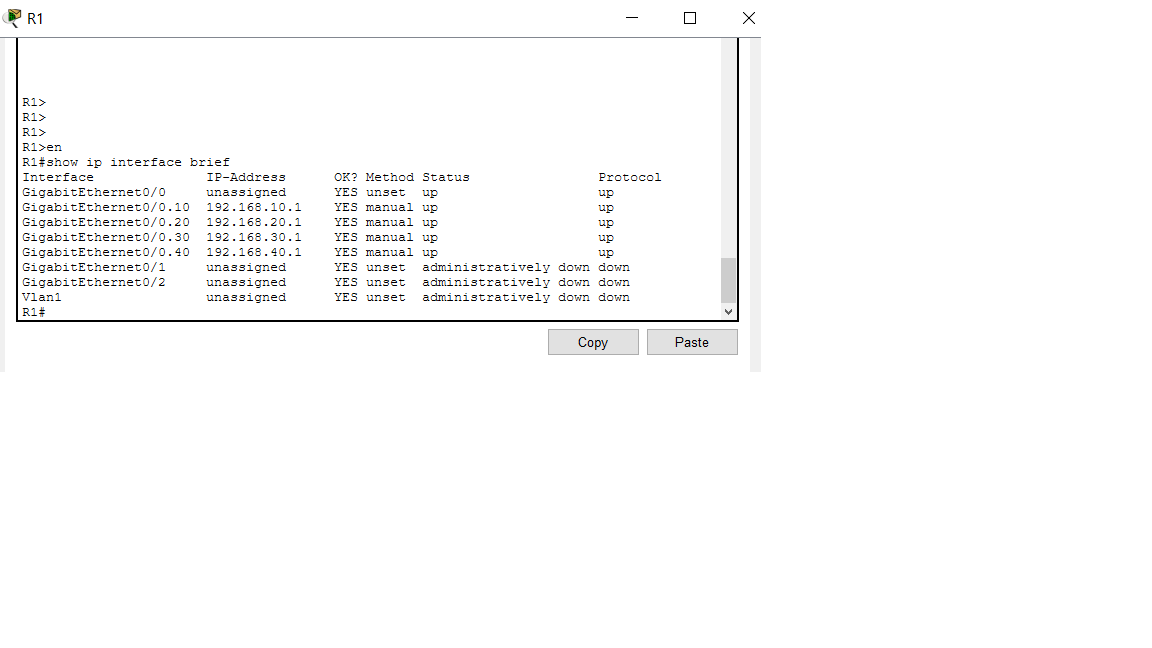 R1
R1>
R1>
R1>
R1>en
R1#show ip interface brief
Interface              IP-Address      OK? Method Status                Protocol
GigabitEthernet0/0     unassigned      YES unset  up                    up
GigabitEthernet0/0.10  192.168.10.1    YES manual up                    up
GigabitEthernet0/0.20  192.168.20.1    YES manual up                    up
GigabitEthernet0/0.30  192.168.30.1    YES manual up                    up
GigabitEthernet0/0.40  192.168.40.1    YES manual up                    up
GigabitEthernet0/1     unassigned      YES unset  administratively down down
GigabitEthernet0/2     unassigned      YES unset  administratively down down
Vlan1                  unassigned      YES unset  administratively down down
R1#
Copy Paste